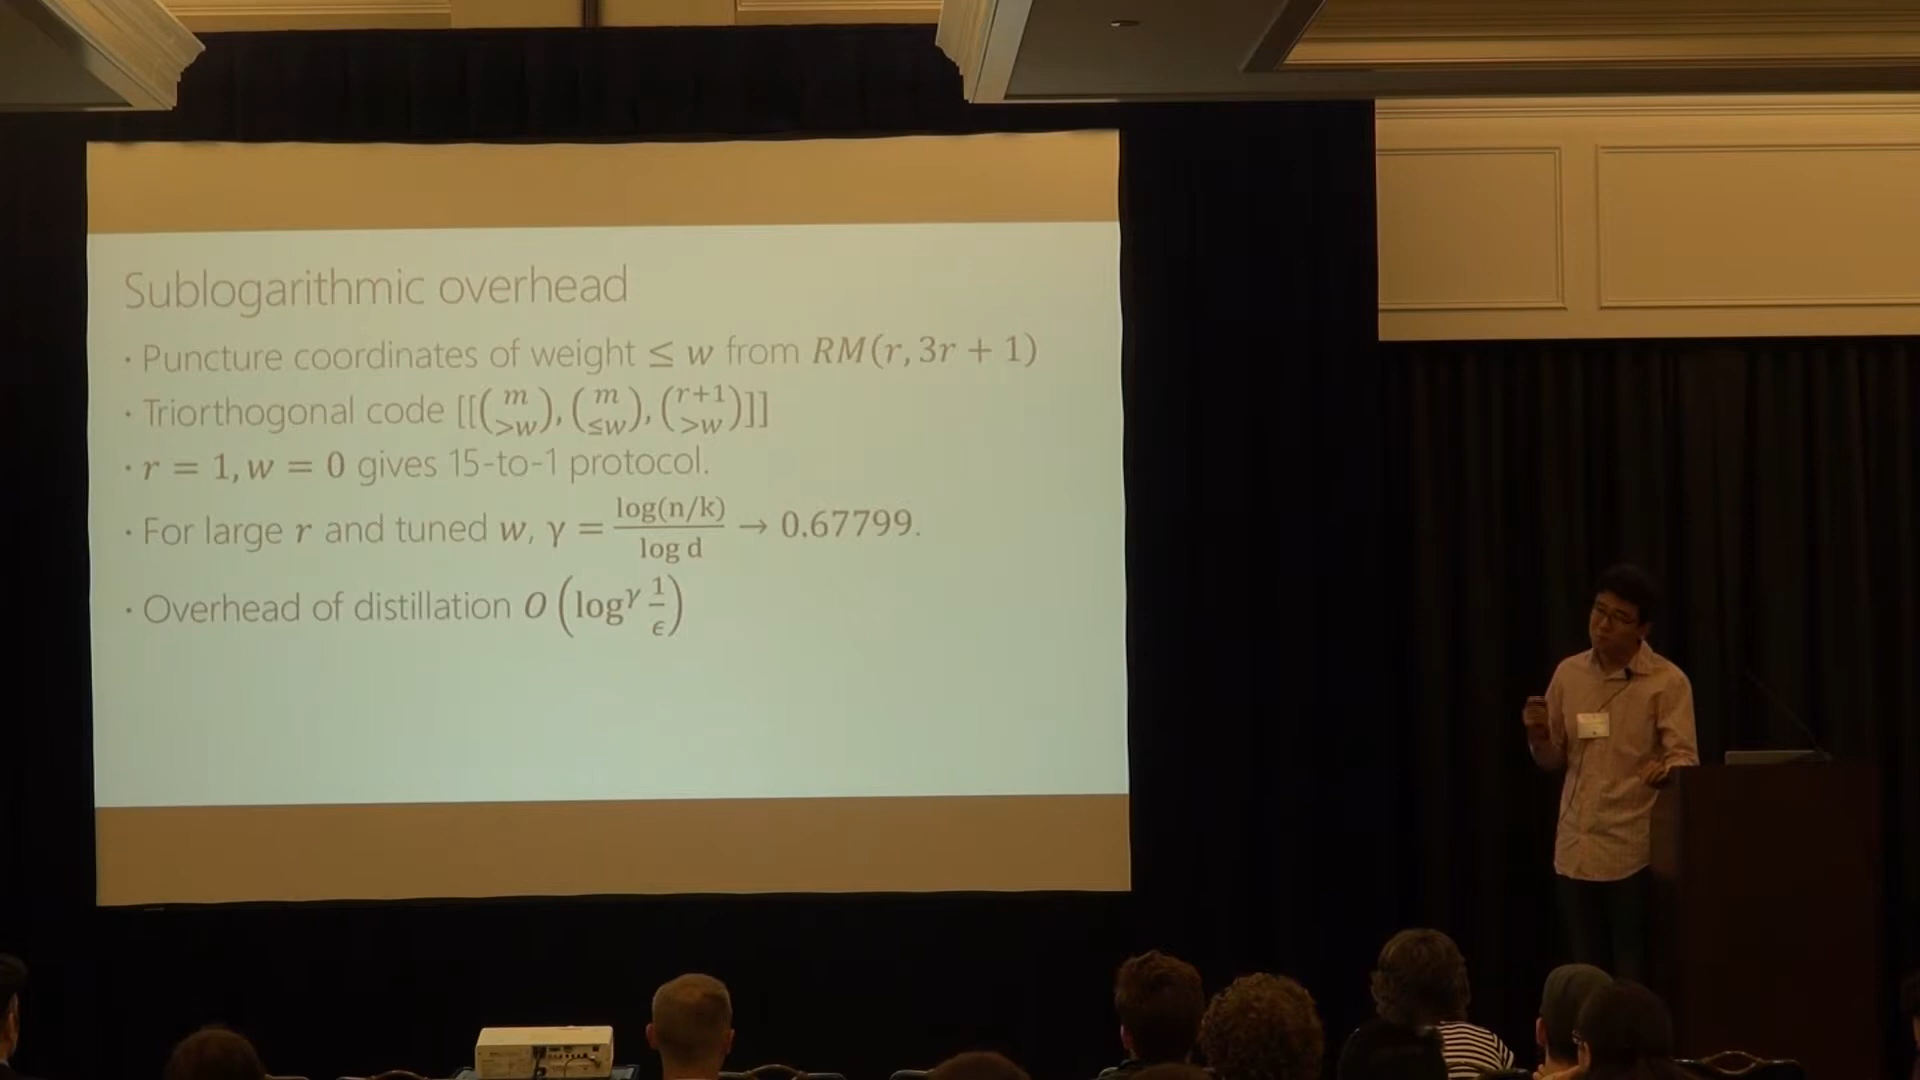 Sublogarithmic overhead
· Puncture coordinates of weight ≤ w from RM(r, 3r + 1)
· Triorthogonal code [[(m >w), (m ≤w), (r+1 >w)]]
· r = 1, w = 0 gives 15-to-1 protocol.
· For large r and tuned w, γ = log(n/k) / log d → 0.67799.
· Overhead of distillation O (log^γ 1/ϵ)